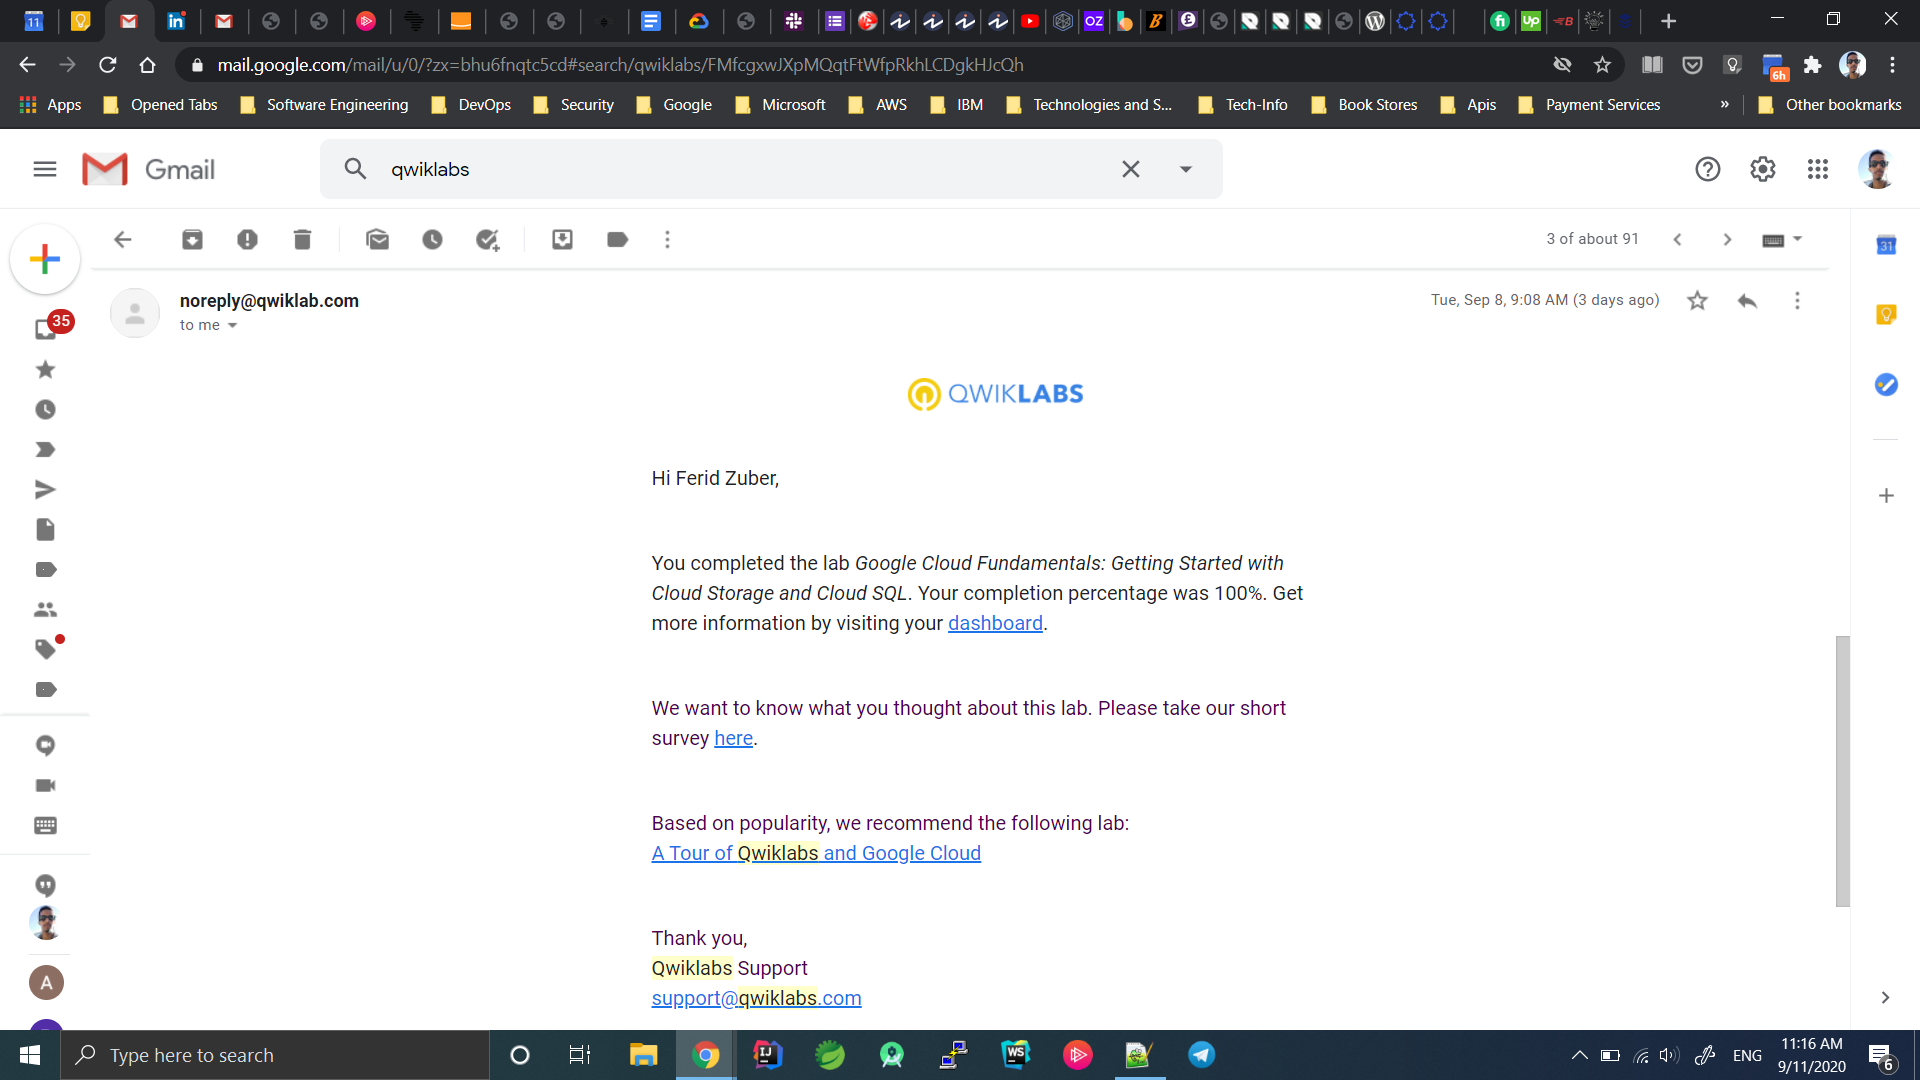 mail.google.com/mail/u/0/?zx=bhu6fnqtc5cd#search/qwiklabs/FMfcgxwJXpMQqtFtWfpRkhLCDgkHJcQh
6h
Apps Opened Tabs Software Engineering DevOps Security Google Microsoft AWS IBM Technologies and S... Tech-Info Book Stores Apis Payment Services » Other bookmarks
Gmail
qwiklabs
3 of about 91
noreply@qwiklab.com
Tue, Sep 8, 9:08 AM (3 days ago)
to me
35
31
QWIKLABS
Hi Ferid Zuber,
You completed the lab Google Cloud Fundamentals: Getting Started with
Cloud Storage and Cloud SQL. Your completion percentage was 100%. Get
more information by visiting your dashboard.
We want to know what you thought about this lab. Please take our short
survey here.
Based on popularity, we recommend the following lab:
A Tour of Qwiklabs and Google Cloud
Thank you,
Qwiklabs Support
support@qwiklabs.com
A
Type here to search
ENG
11:16 AM
9/11/2020
6